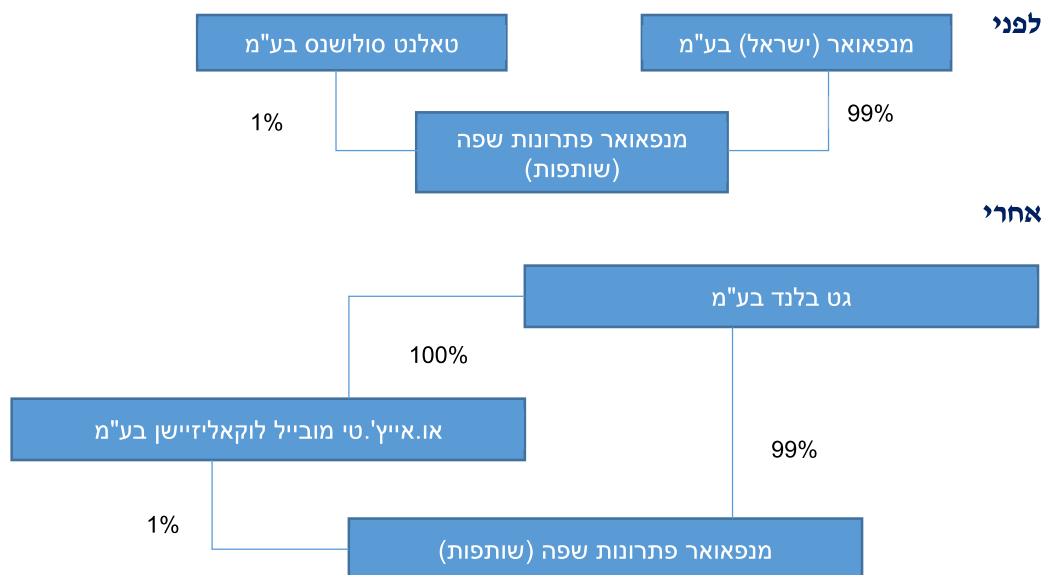 לפני
מנפאואר (ישראל) בע"מ
טאלנט סולושנס בע"מ
99%
1%
מנפאואר פתרונות שפה
(שותפות)
אחרי
גט בלנד בע"מ
100%
או.אייץ'.טי מובייל לוקאליזיישן בע"מ
99%
1%
מנפאואר פתרונות שפה (שותפות)